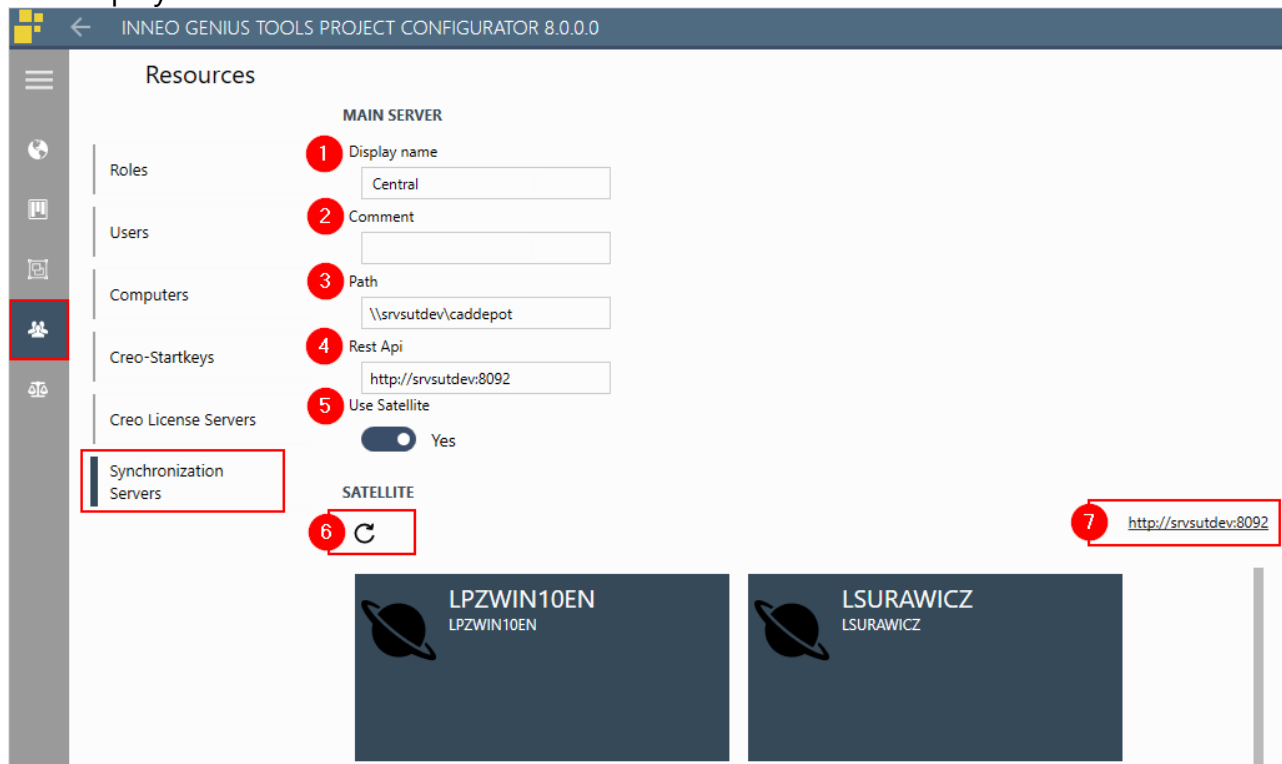 INNEO GENIUS TOOLS PROJECT CONFIGURATOR 8.0.0.0
Resources
Roles
Users
Computers
Creo-Startkeys
Creo License Servers
Synchronization
Servers
MAIN SERVER
1 Display name
Central
2 Comment
3 Path
\\srvsutdev\caddepot
4 Rest Api
http://srvsutdev:8092
5 Use Satellite
Yes
SATELLITE
6
7 http://srvsutdev:8092
LPZWIN10EN
LPZWIN10EN
LSURAWICZ
LSURAWICZ